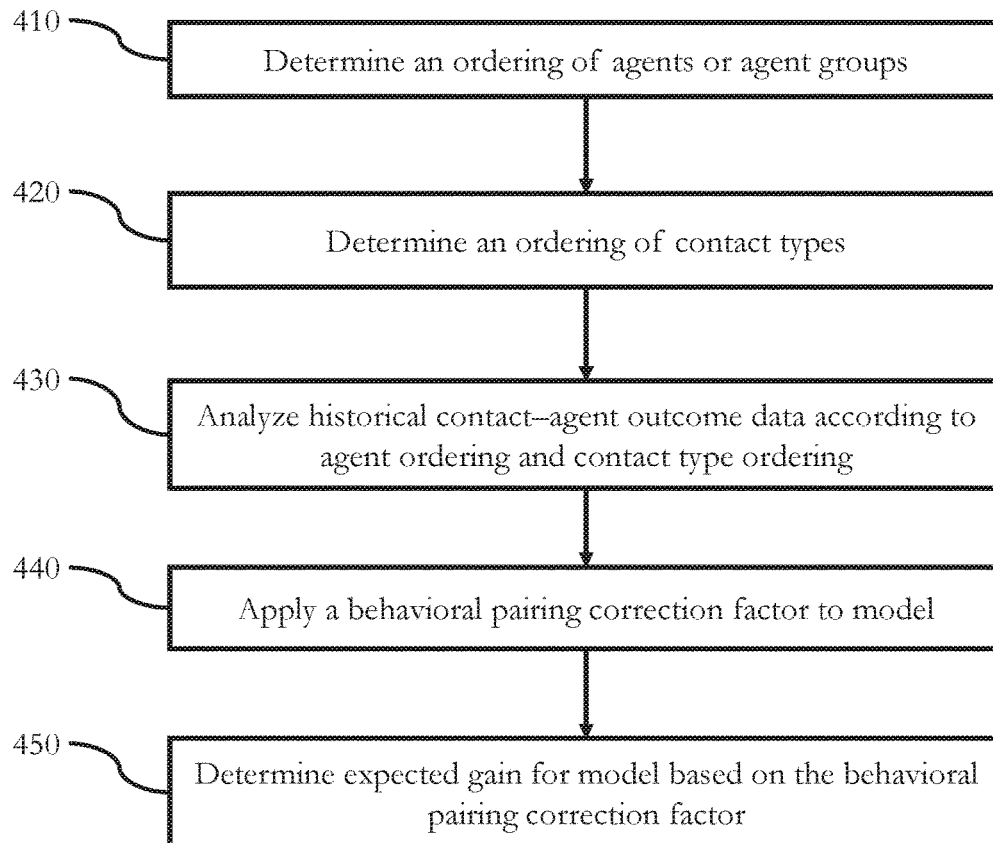 410
Determine an ordering of agents or agent groups
420
Determine an ordering of contact types
430
Analyze historical contact–agent outcome data according to
agent ordering and contact type ordering
440
Apply a behavioral pairing correction factor to model
450
Determine expected gain for model based on the behavioral
pairing correction factor